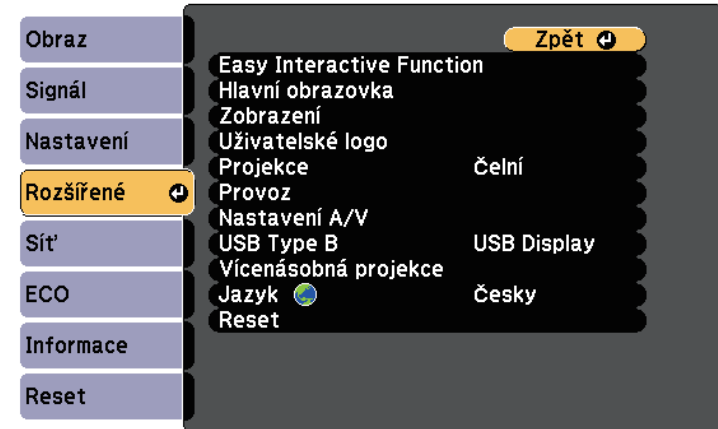 Obraz
Signál
Nastavení
Rozšířené
Síť
ECO
Informace
Reset
Zpět
Easy Interactive Function
Hlavní obrazovka
Zobrazení
Uživatelské logo
Projekce Čelní
Provoz
Nastavení A/V
USB Type B USB Display
Vícenásobná projekce
Jazyk Česky
Reset